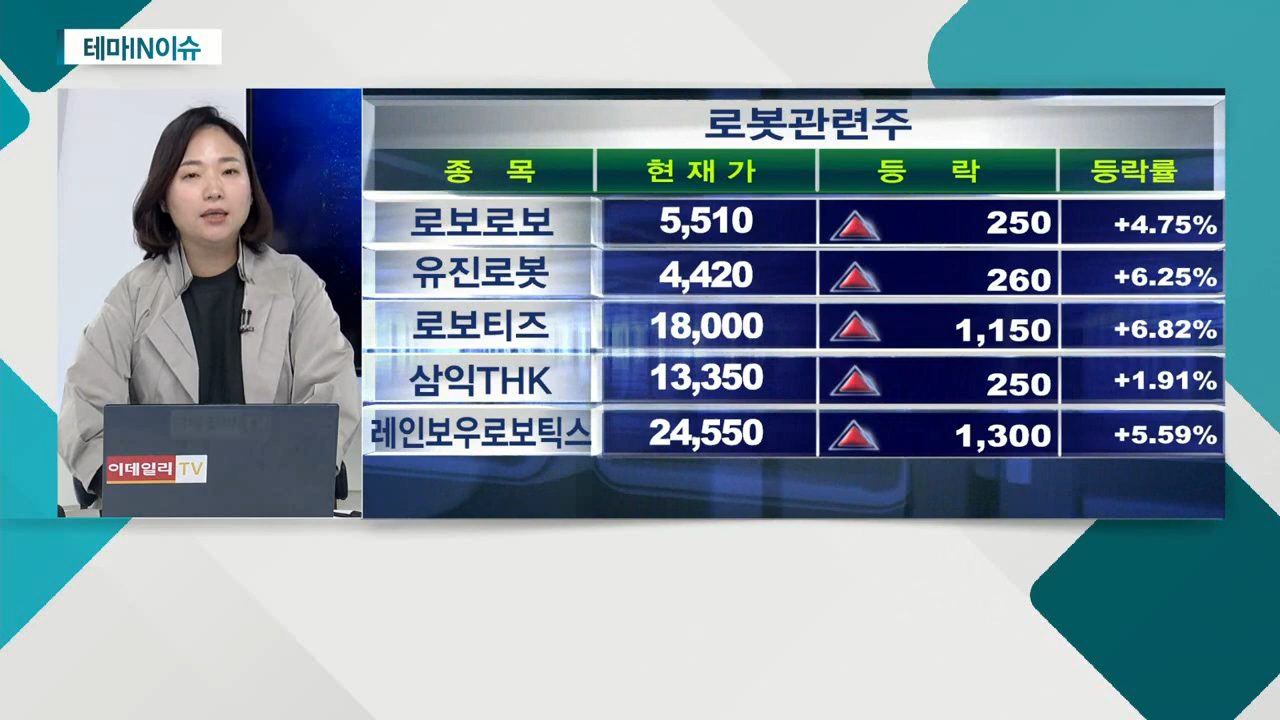 테마IN이슈
로봇관련주
종 목 현 재 가 등 락 등락률
로보로보 5,510 ▲ 250 +4.75%
유진로봇 4,420 ▲ 260 +6.25%
로보티즈 18,000 ▲ 1,150 +6.82%
삼익THK 13,350 ▲ 250 +1.91%
레인보우로보틱스 24,550 ▲ 1,300 +5.59%
이데일리TV